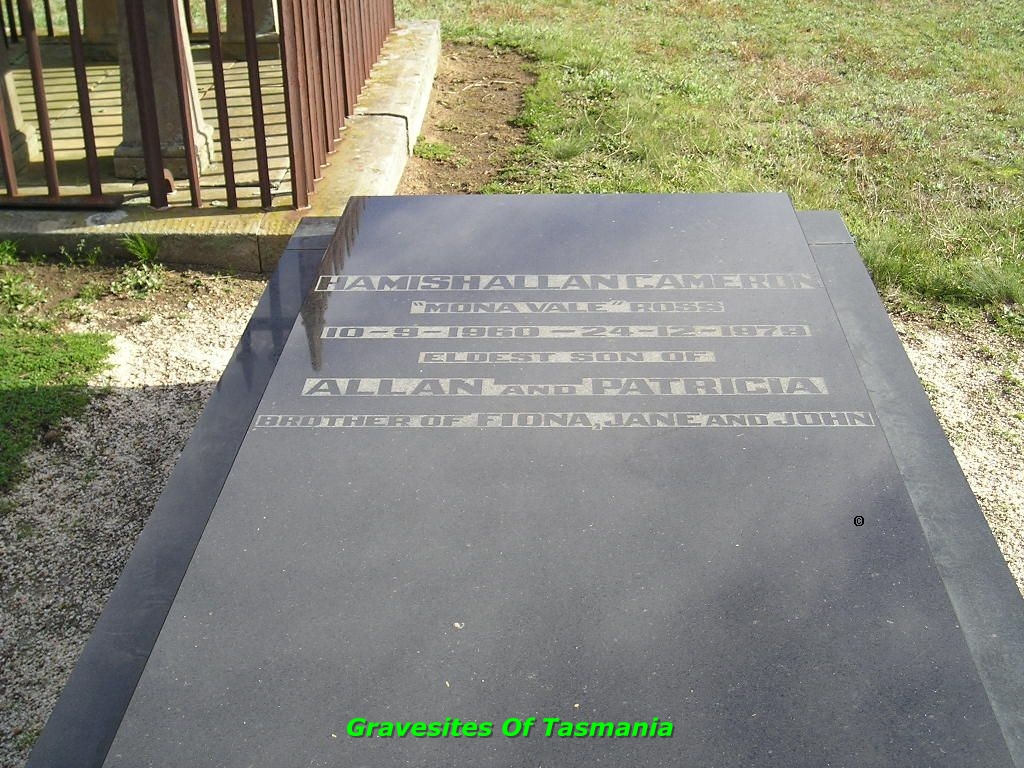 HAMISH ALLAN CAMERON
"MONA VALE" ROSS
10-9-1960 - 24-12-1979
ELDEST SON OF
ALLAN AND PATRICIA
BROTHER OF FIONA, JANE AND JOHN
©
Gravesites Of Tasmania